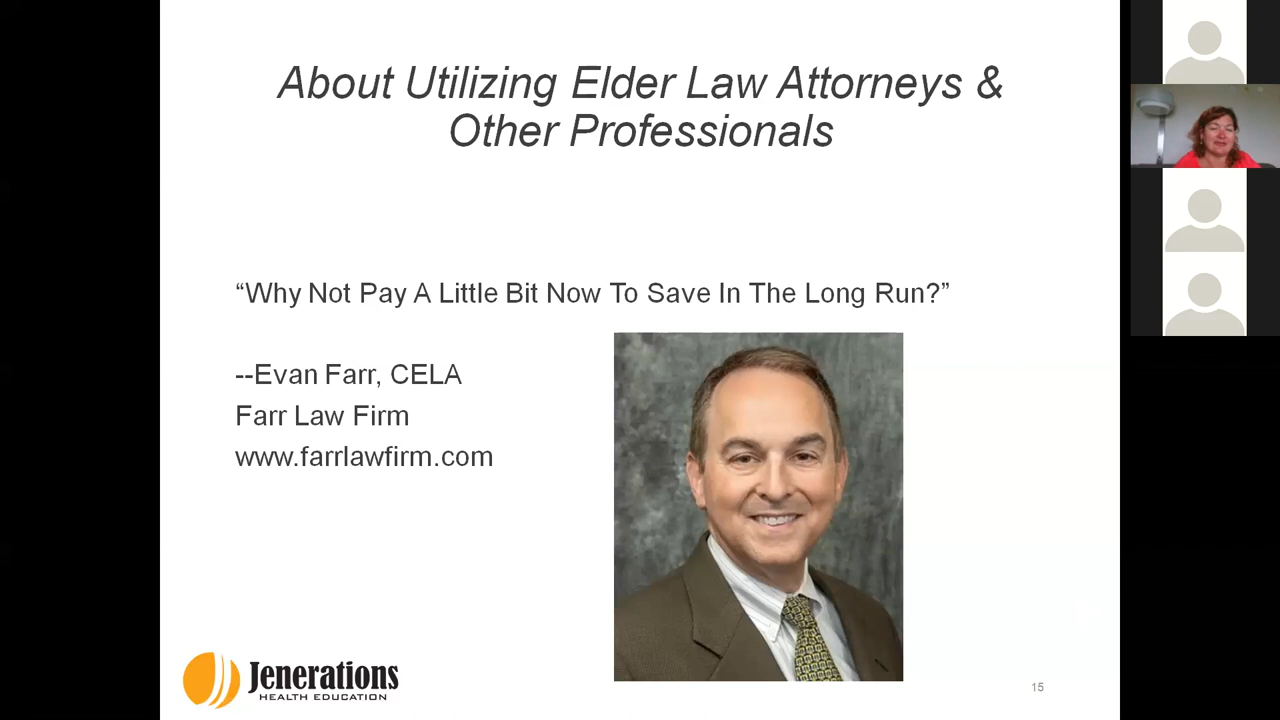 About Utilizing Elder Law Attorneys &
Other Professionals
“Why Not Pay A Little Bit Now To Save In The Long Run?”
--Evan Farr, CELA
Farr Law Firm
www.farrlawfirm.com
Jenerations
HEALTH EDUCATION
15